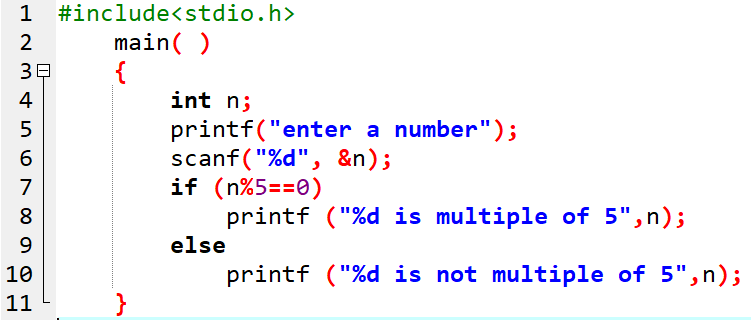 1 #include<stdio.h>
2 main( )
3 {
4 int n;
5 printf("enter a number");
6 scanf("%d", &n);
7 if (n%5==0)
8 printf ("%d is multiple of 5",n);
9 else
10 printf ("%d is not multiple of 5",n);
11 }